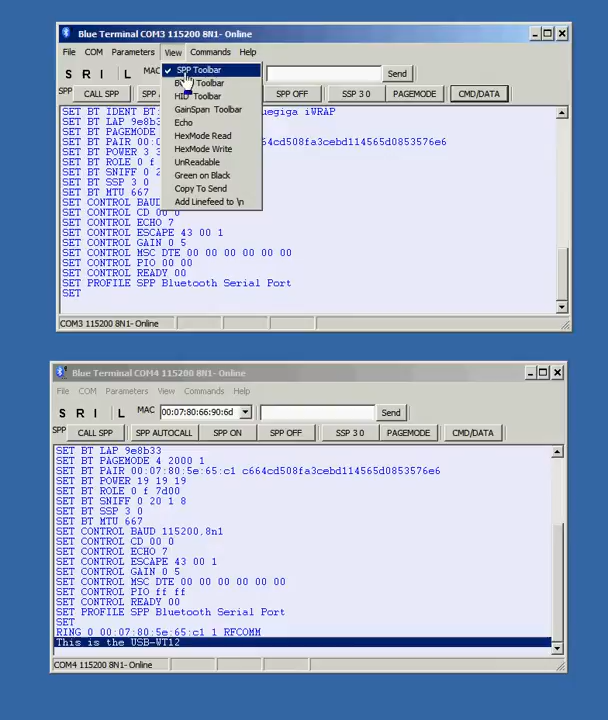 Blue Terminal COM3 115200 8N1- Online
File COM Parameters View Commands Help
S R I L MAC Send
CALL SPP SPP OFF SSP 3 0 PAGEMODE CMD/DATA
SPP Toolbar
Toolbar
HID Toolbar
GainSpan Toolbar
Echo
HexMode Read
HexMode Write
UnReadable
Green on Black
Copy To Send
Add Linefeed to \n
SET BT IDENT BT: uegiga iWRAP
SET BT LAP 9e8b
SET BT PAGEMODE
SET BT PAIR 00:07:80:66 bd114565d0853576e6
SET BT POWER 3 3
SET BT ROLE 0 f
SET BT SNIFF 0 2
SET BT SSP 3 0
SET BT MTU 667
SET CONTROL BAUD
SET CONTROL CD 00 0
SET CONTROL ECHO 7
SET CONTROL ESCAPE 43 00 1
SET CONTROL GAIN 0 5
SET CONTROL MSC DTE 00 00 00 00 00 00
SET CONTROL PIO 00 00
SET CONTROL READY 00
SET PROFILE SPP Bluetooth Serial Port
SET
COM3 115200 8N1- Online
Blue Terminal COM4 115200 8N1- Online
File COM Parameters View Commands Help
S R I L MAC 00:07:80:66:90:6d Send
SPP CALL SPP SPP AUTOCALL SPP ON SPP OFF SSP 3 0 PAGEMODE CMD/DATA
SET BT LAP 9e8b33
SET BT PAGEMODE 4 2000 1
SET BT PAIR 00:07:80:5e:65:c1 c664cd508fa3cebd114565d0853576e6
SET BT POWER 19 19 19
SET BT ROLE 0 f 7d00
SET BT SNIFF 0 20 1 8
SET BT SSP 3 0
SET BT MTU 667
SET CONTROL BAUD 115200,8n1
SET CONTROL CD 00 0
SET CONTROL ECHO 7
SET CONTROL ESCAPE 43 00 1
SET CONTROL GAIN 0 5
SET CONTROL MSC DTE 00 00 00 00 00 00
SET CONTROL PIO ff ff
SET CONTROL READY 00
SET PROFILE SPP Bluetooth Serial Port
SET
RING 0 00:07:80:5e:65:c1 1 RFCOMM
This is the USB-WT12
COM4 115200 8N1- Online